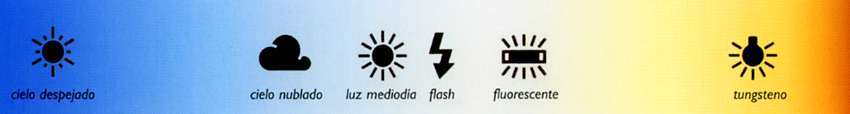 cielo despejado cielo nublado luz mediodía flash fluorescente tungsteno